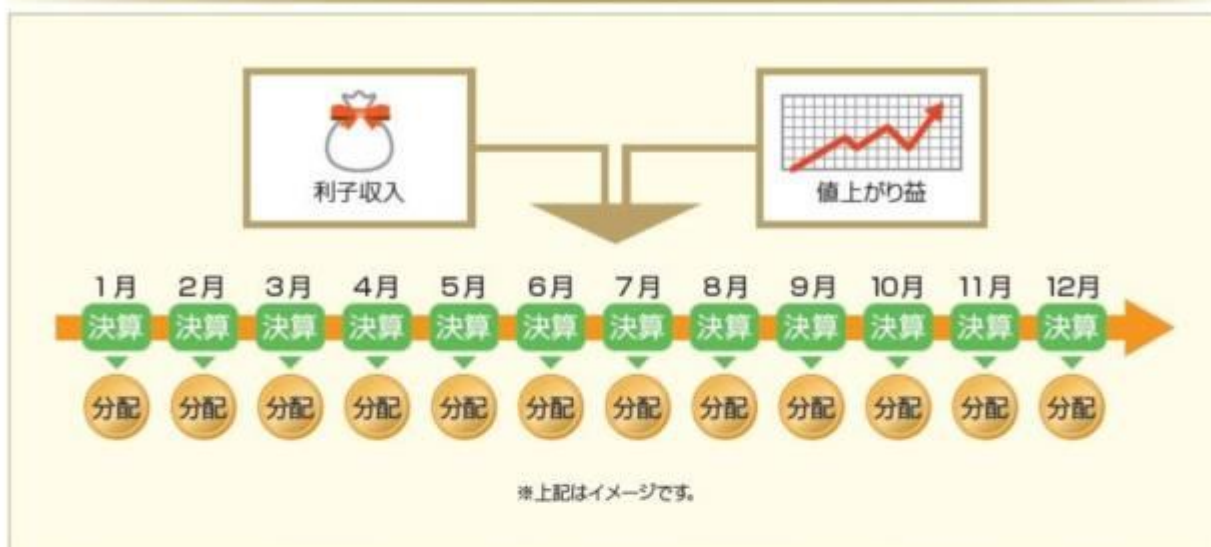 利子収入
値上がり益
1月 2月 3月 4月 5月 6月 7月 8月 9月 10月 11月 12月
決算 決算 決算 決算 決算 決算 決算 決算 決算 決算 決算 決算
分配 分配 分配 分配 分配 分配 分配 分配 分配 分配 分配 分配
※上記はイメージです。